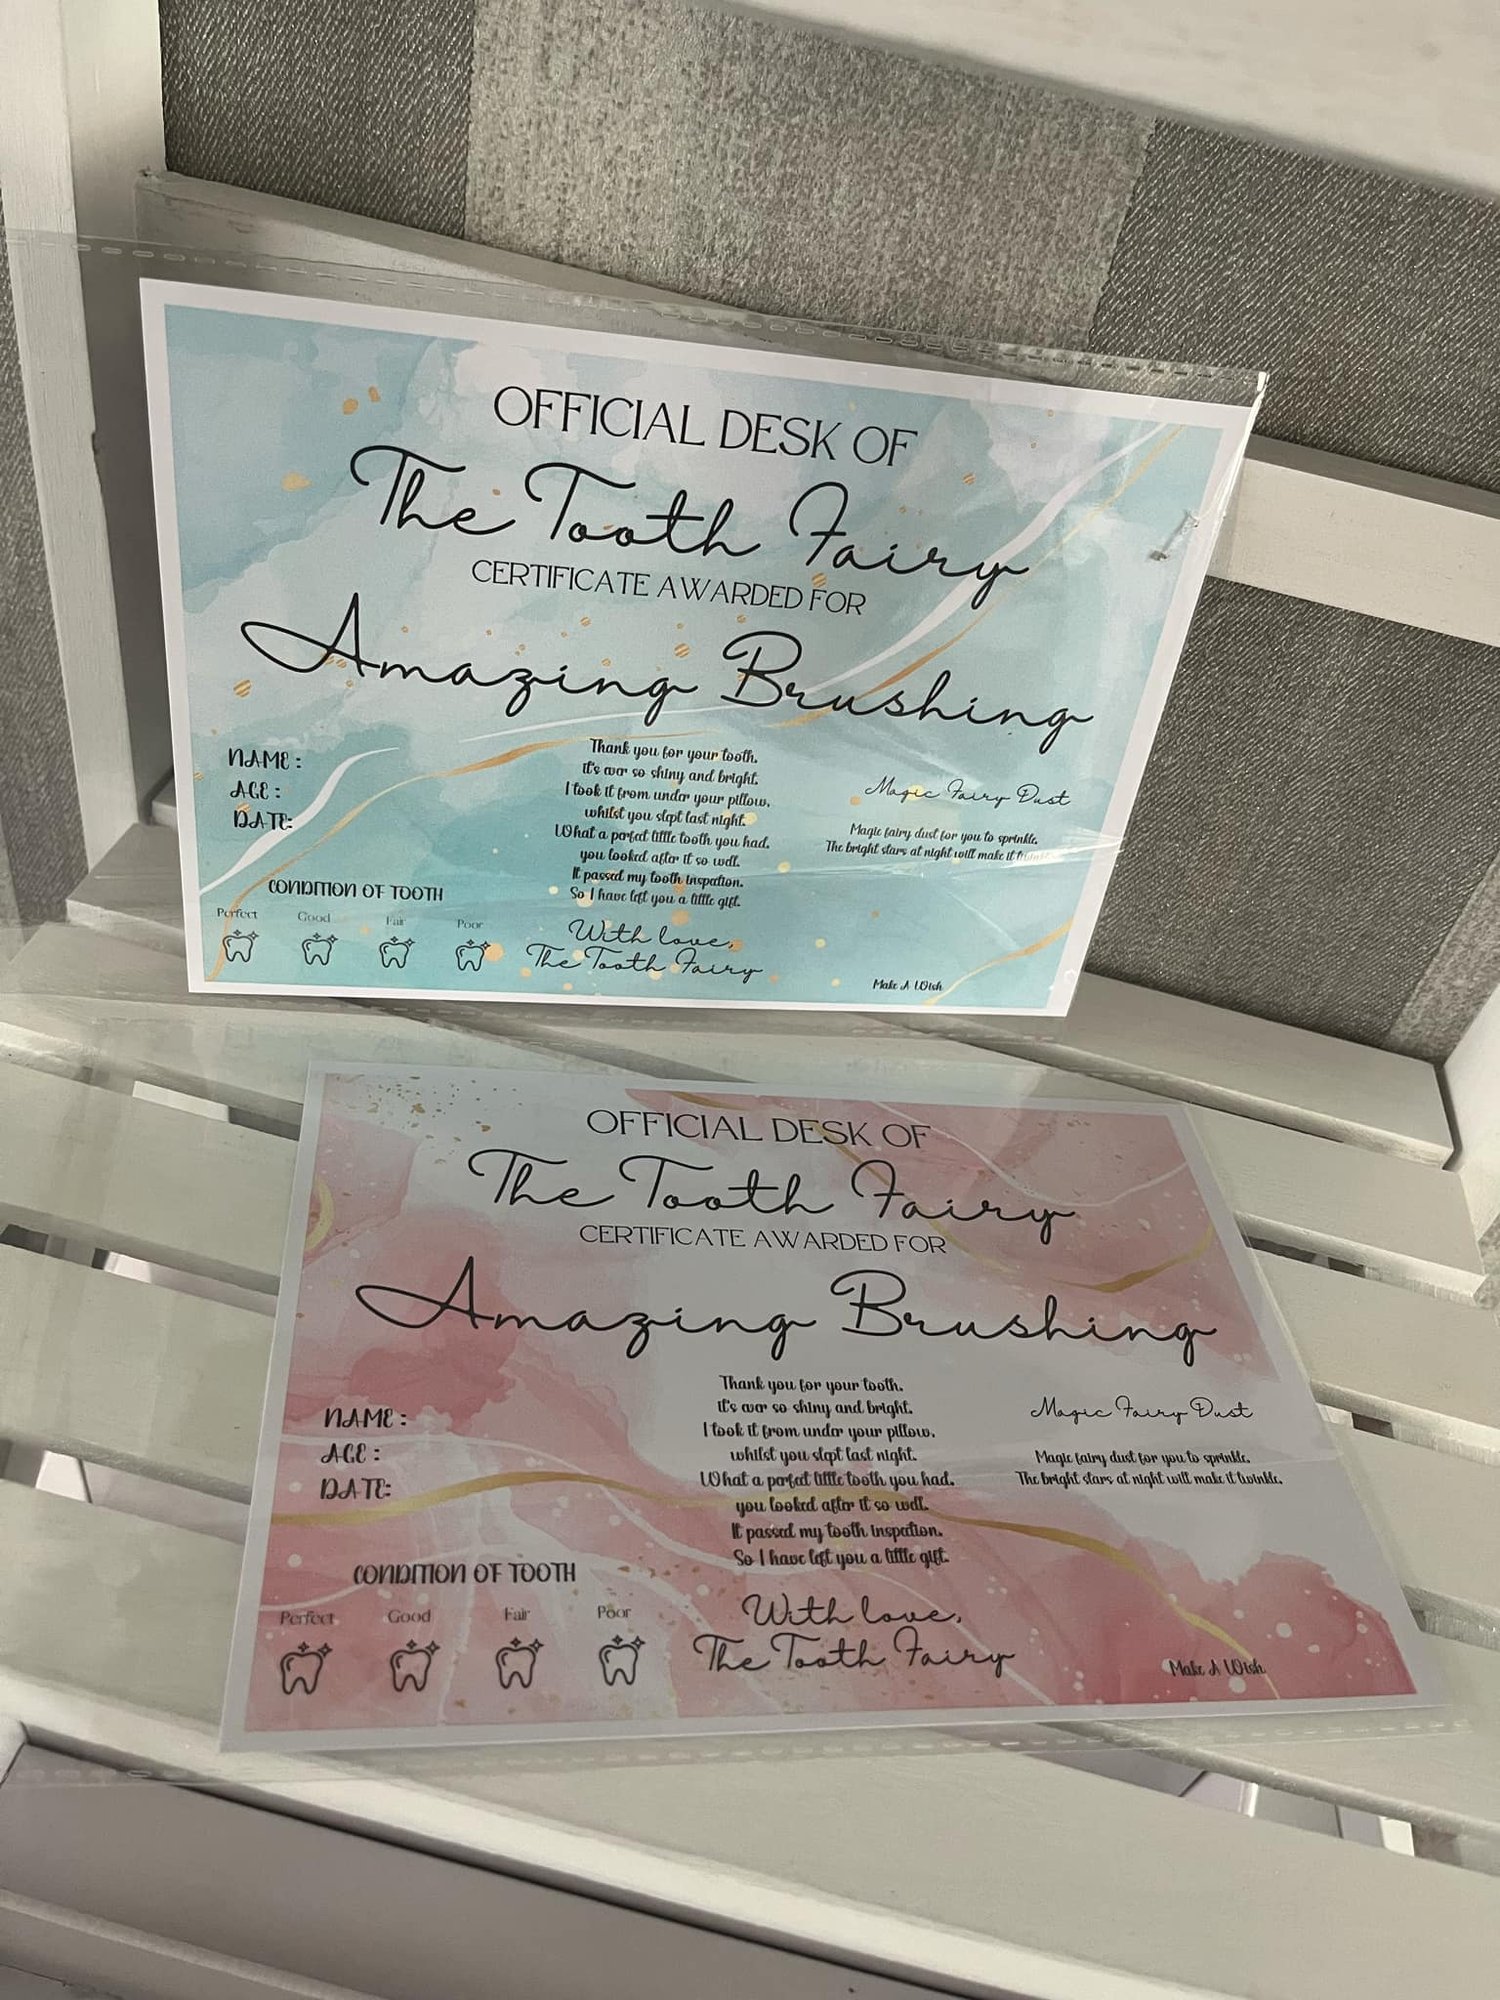 OFFICIAL DESK OF
The Tooth Fairy
CERTIFICATE AWARDED FOR
Amazing Brushing
NAME :
AGE :
DATE:
CONDITION OF TOOTH
Perfect Good Fair Poor
Thank you for your tooth.
It's ever so shiny and bright.
I took it from under your pillow,
whilst you slept last night.
What a perfect little tooth you had,
you looked after it so well.
It passed my tooth inspection.
So I have left you a little gift.
With love,
The Tooth Fairy
Magic Fairy Dust
Magic fairy dust for you to sprinkle.
The bright stars at night will make it
Make A Wish
OFFICIAL DESK OF
The Tooth Fairy
CERTIFICATE AWARDED FOR
Amazing Brushing
NAME :
AGE :
DATE:
CONDITION OF TOOTH
Perfect Good Fair Poor
Thank you for your tooth.
It's ever so shiny and bright.
I took it from under your pillow,
whilst you slept last night.
What a perfect little tooth you had,
you looked after it so well.
It passed my tooth inspection.
So I have left you a little gift.
With love,
The Tooth Fairy
Magic Fairy Dust
Magic fairy dust for you to sprinkle.
The bright stars at night will make it twinkle.
Make A Wish